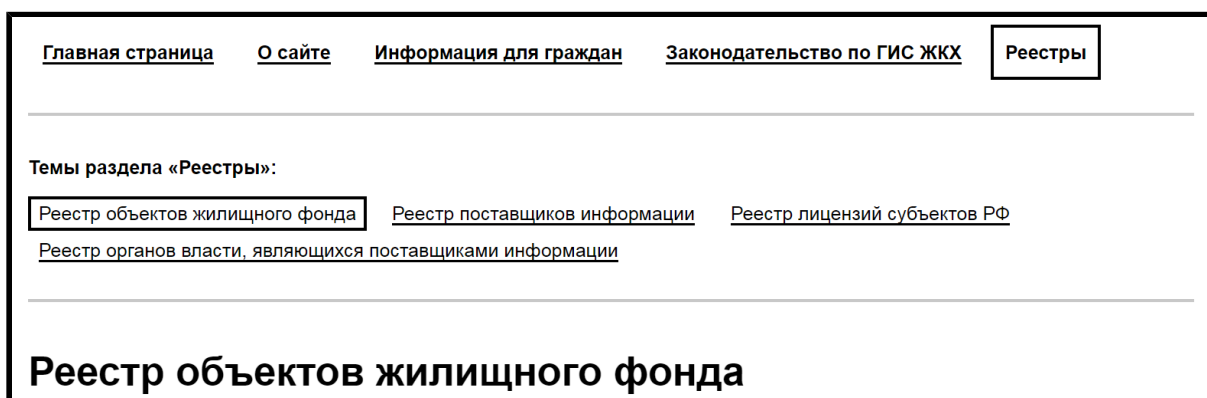 Главная страница О сайте Информация для граждан Законодательство по ГИС ЖКХ Реестры
Темы раздела «Реестры»:
Реестр объектов жилищного фонда Реестр поставщиков информации Реестр лицензий субъектов РФ
Реестр органов власти, являющихся поставщиками информации
Реестр объектов жилищного фонда